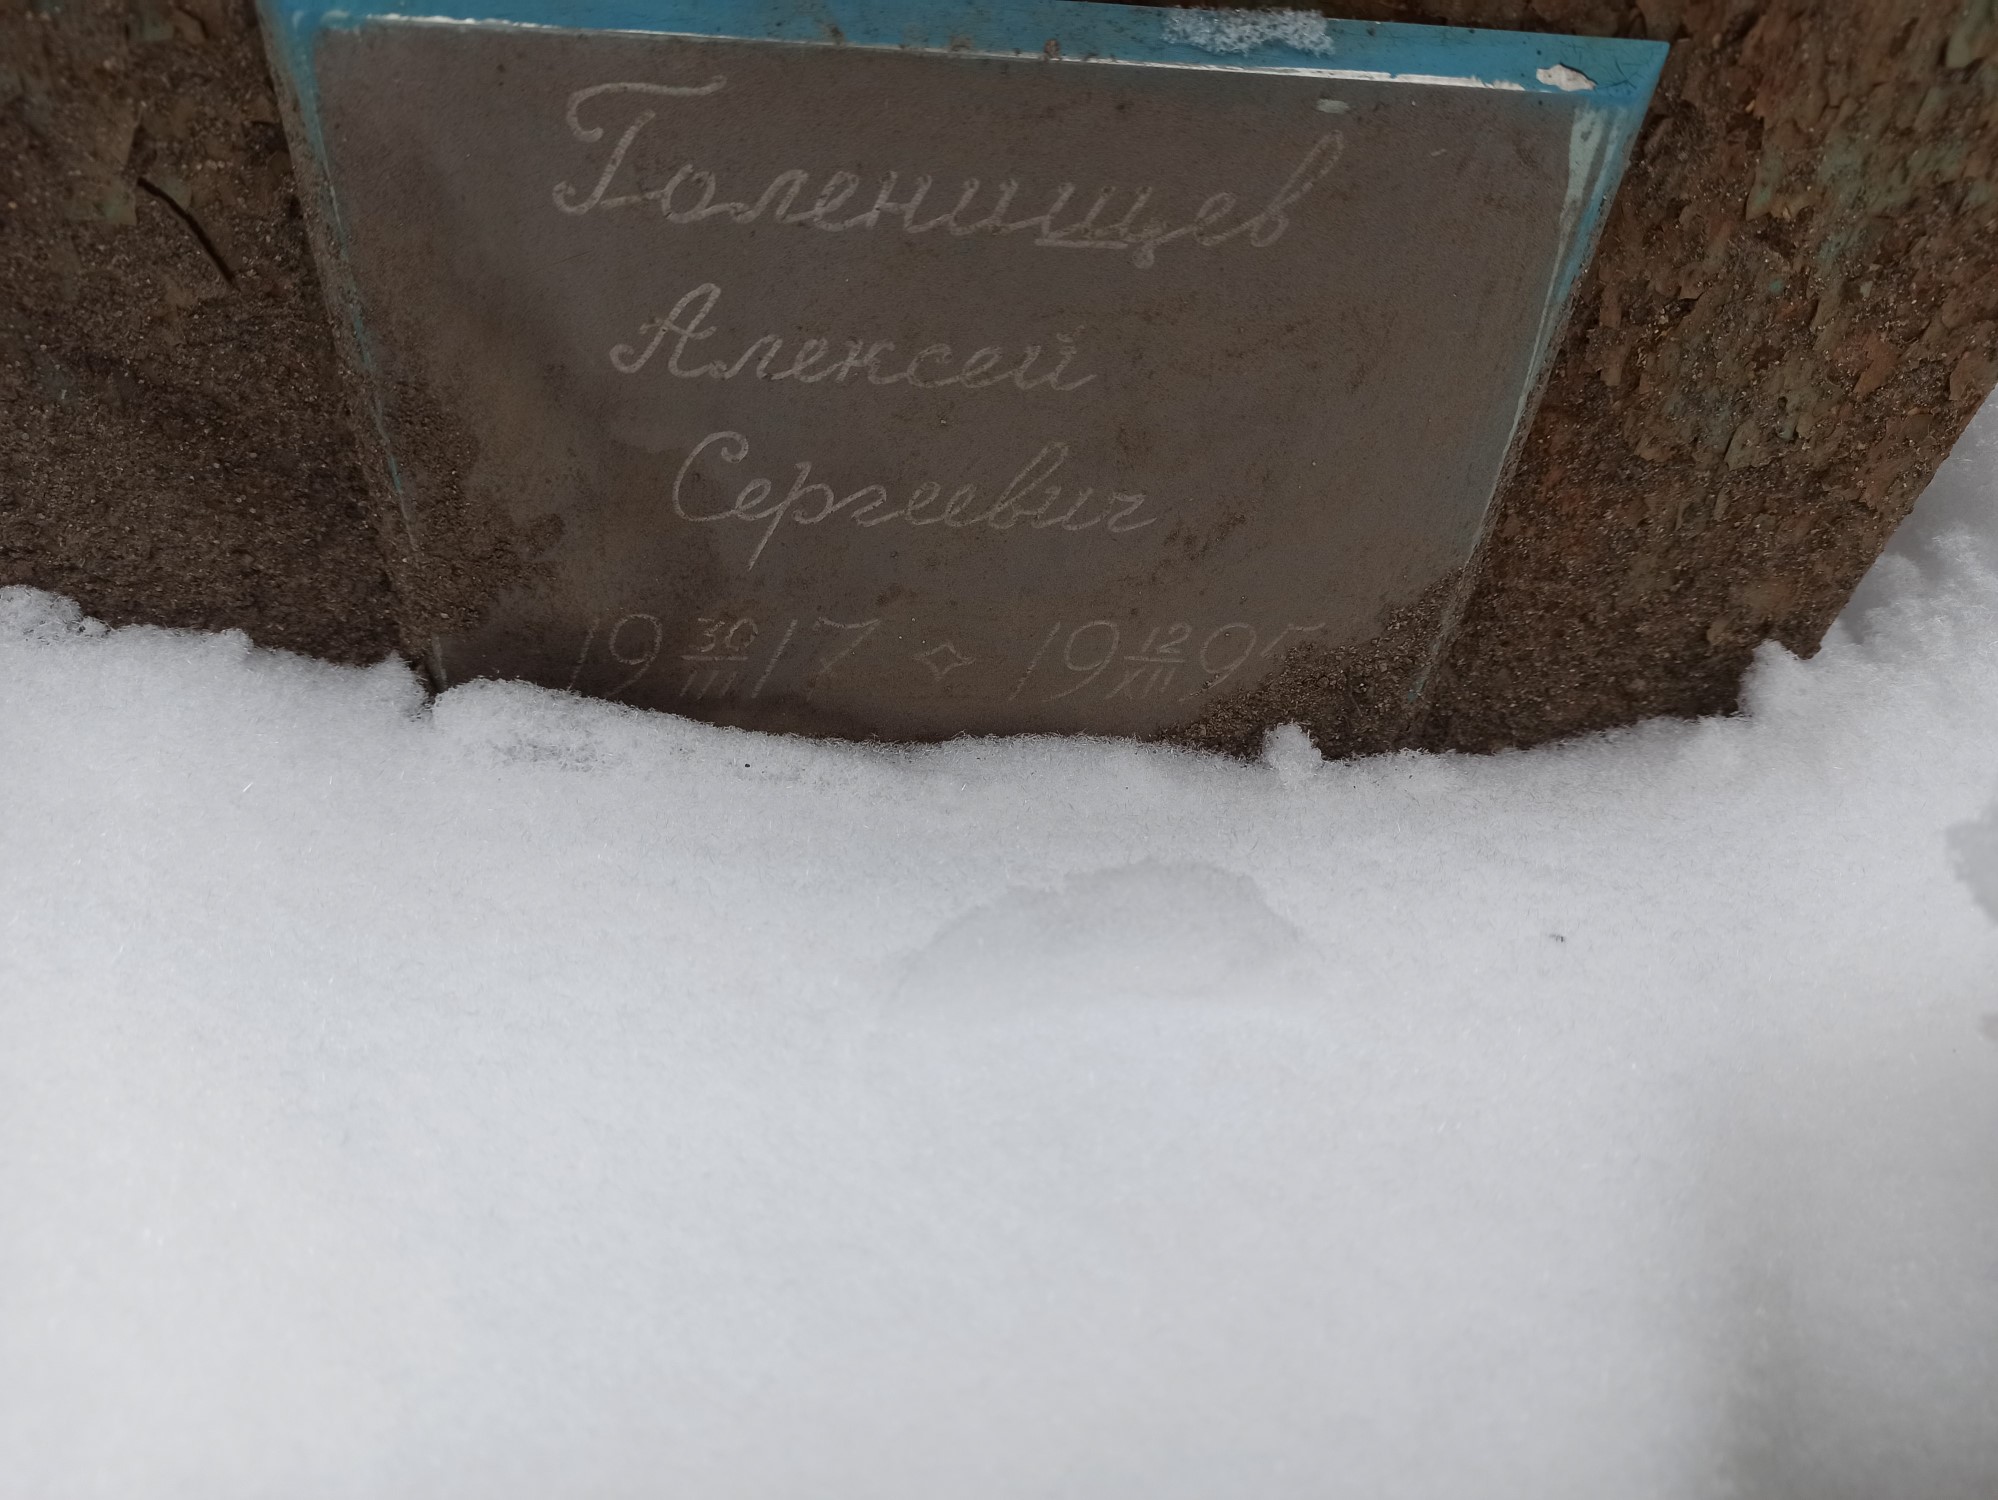 Голенищев
Алексей
Сергеевич
19 30/III 17 19 12/XII 95